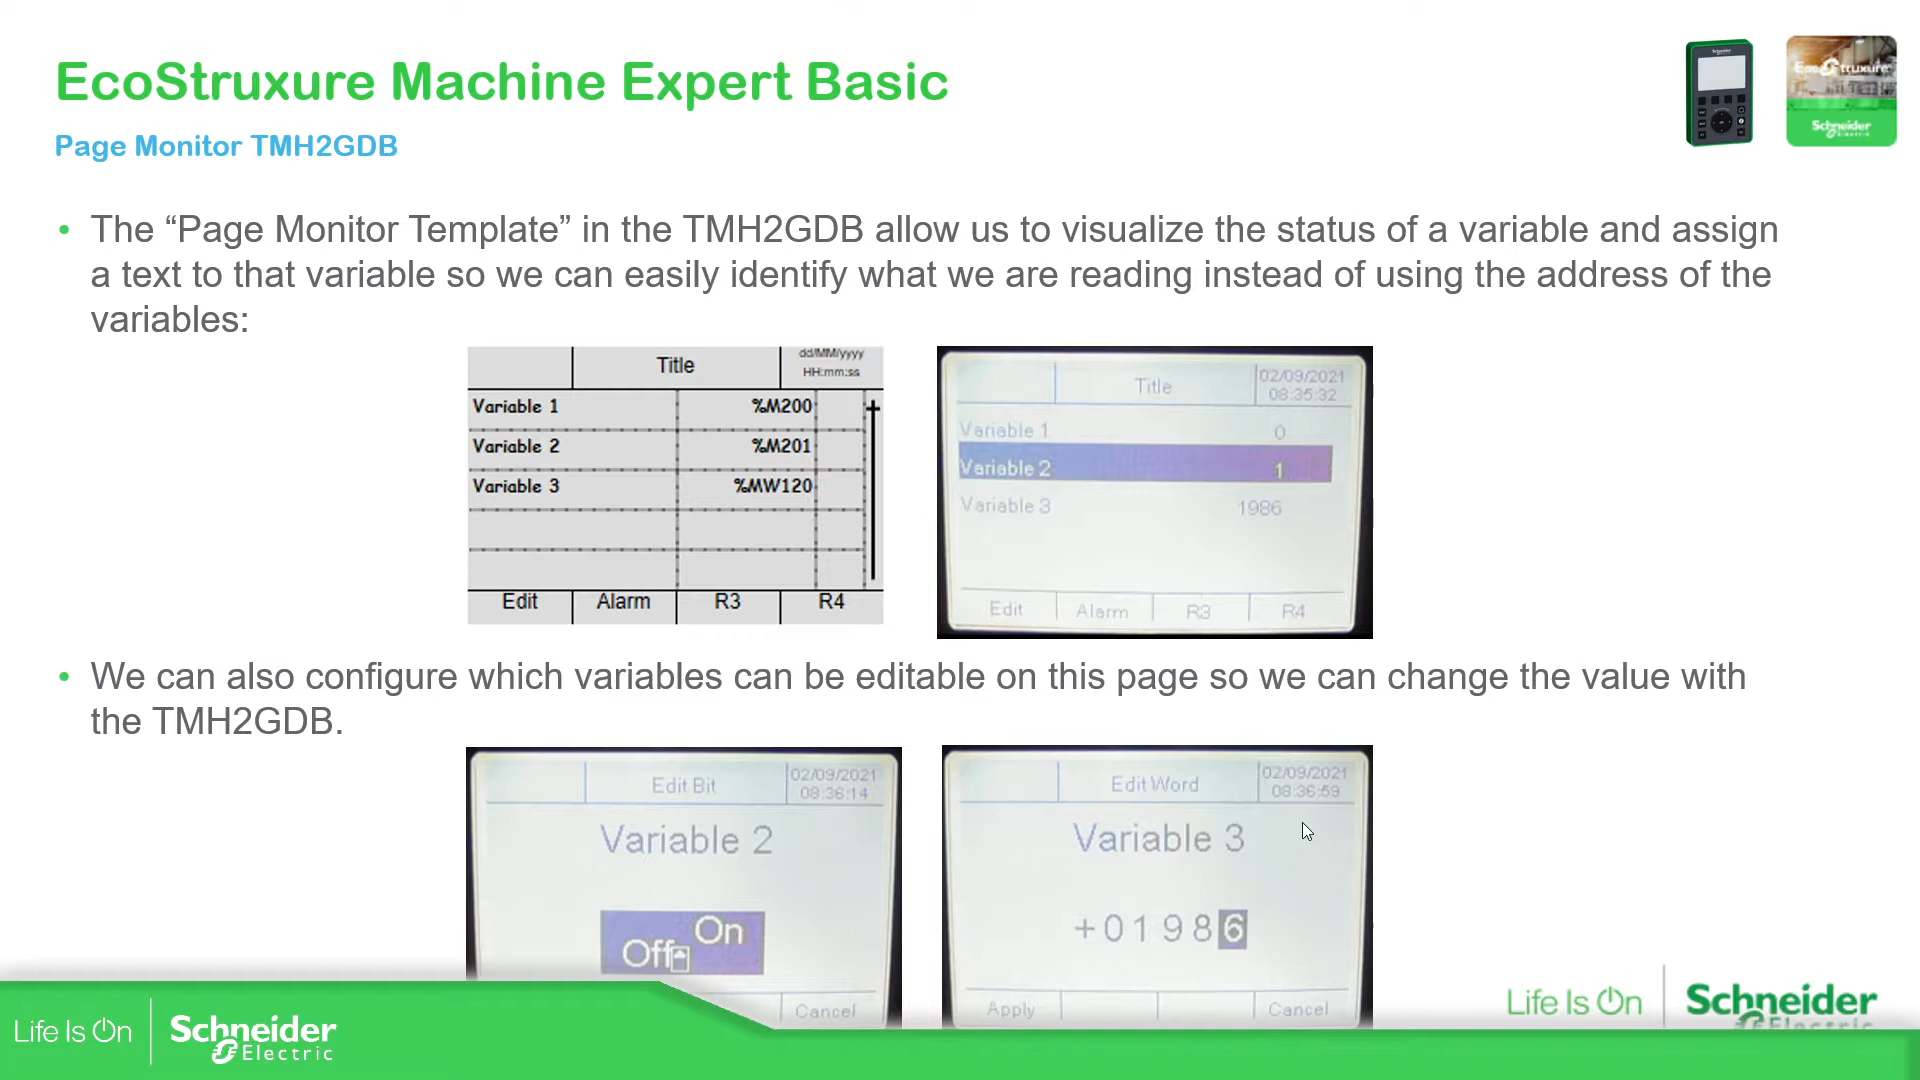 EcoStruxure Machine Expert Basic
Page Monitor TMH2GDB
Schneider
EcoStruxure
Schneider
Electric
• The “Page Monitor Template” in the TMH2GDB allow us to visualize the status of a variable and assign
a text to that variable so we can easily identify what we are reading instead of using the address of the
variables:
Title
dd/MM/yyyy
HH:mm:ss
Variable 1 %M200
Variable 2 %M201
Variable 3 %MW120
Edit Alarm R3 R4
Title
02/09/2021
08:35:32
Variable 1 0
Variable 2 1
Variable 3 1986
Edit Alarm R3 R4
• We can also configure which variables can be editable on this page so we can change the value with
the TMH2GDB.
Edit Bit
02/09/2021
08:36:14
Variable 2
On
Off
Cancel
Edit Word
02/09/2021
08:36:59
Variable 3
+01986
Apply Cancel
Life Is On
Schneider
Electric
Life Is On
Schneider
Electric